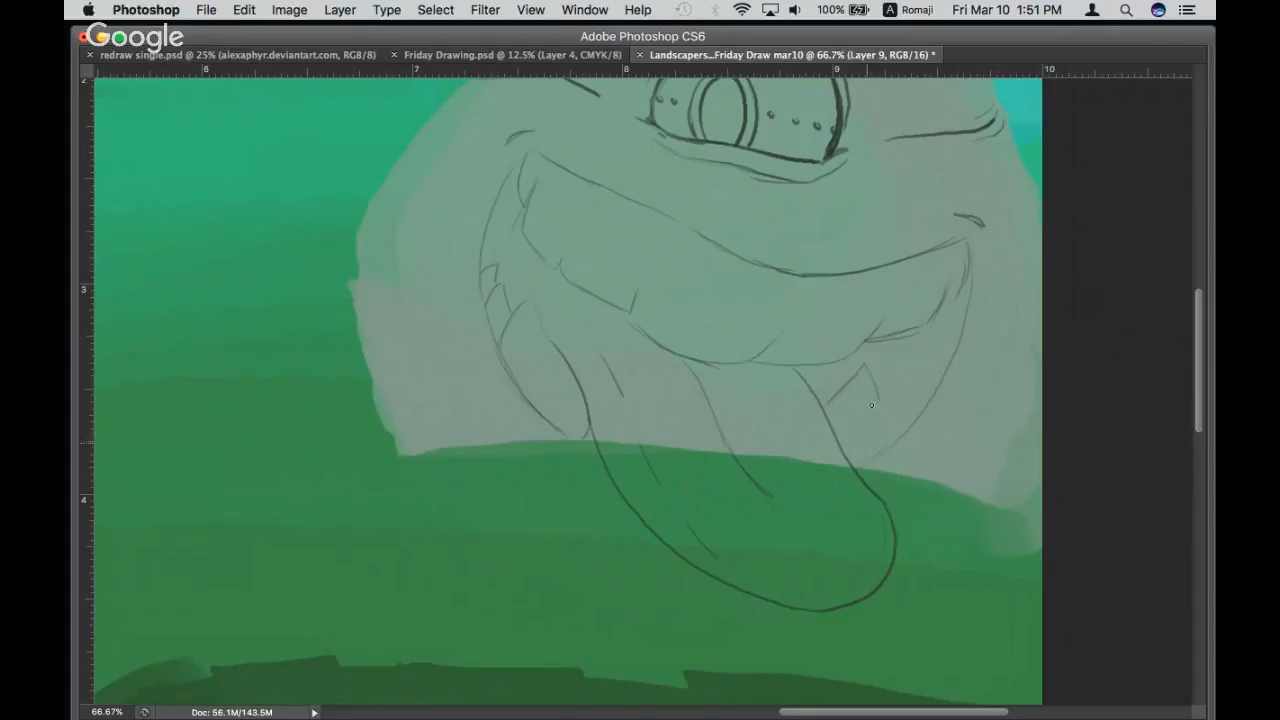 Photoshop File Edit Image Layer Type Select Filter View Window Help 100% A Romaji Fri Mar 10 1:51 PM
Google
Adobe Photoshop CS6
redraw single.psd @ 25% (alexaphyr.deviantart.com, RGB/8) Friday Drawing.psd @ 12.5% (Layer 4, CMYK/8) Landscapers...Friday Draw mar10 @ 66.7% (Layer 9, RGB/16) *
6 7 8 9 10
2
3
4
66.67% Doc: 56.1M/143.5M